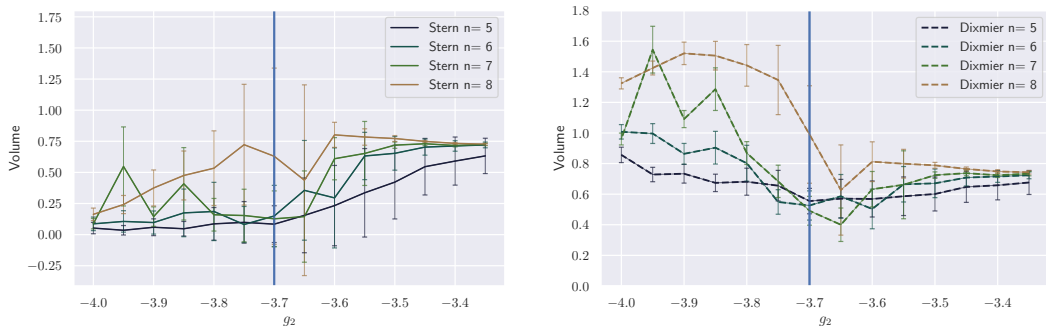 1.75
1.50
1.25
1.00
0.75
0.50
0.25
0.00
−0.25
Volume
Stern n= 5
Stern n= 6
Stern n= 7
Stern n= 8
−4.0 −3.9 −3.8 −3.7 −3.6 −3.5 −3.4
g₂
1.8
1.6
1.4
1.2
1.0
0.8
0.6
0.4
0.2
0.0
Volume
Dixmier n= 5
Dixmier n= 6
Dixmier n= 7
Dixmier n= 8
−4.0 −3.9 −3.8 −3.7 −3.6 −3.5 −3.4
g₂